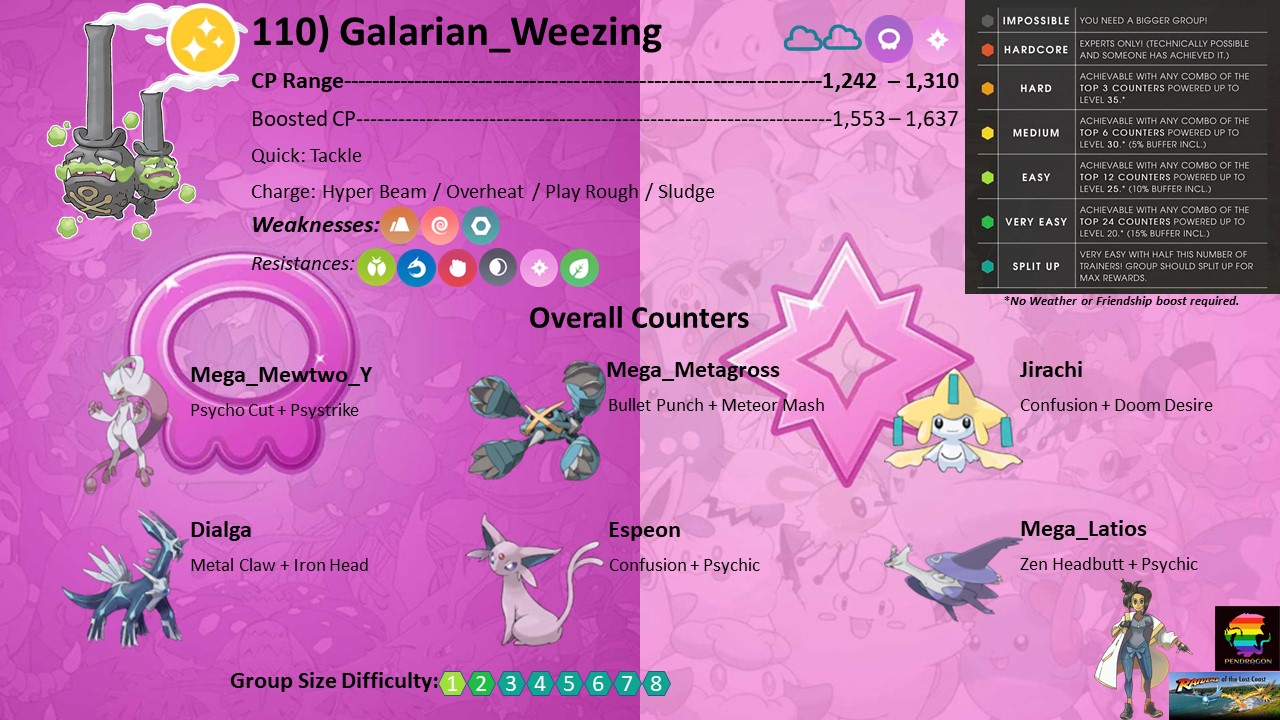 110) Galarian_Weezing
CP Range--------------------------------------------------------------------1,242 – 1,310
Boosted CP--------------------------------------------------------------------1,553 – 1,637
Quick: Tackle
Charge: Hyper Beam / Overheat / Play Rough / Sludge
Weaknesses:
Resistances:
IMPOSSIBLE YOU NEED A BIGGER GROUP!
HARDCORE EXPERTS ONLY! (TECHNICALLY POSSIBLE
AND SOMEONE HAS ACHIEVED IT.)
HARD ACHIEVABLE WITH ANY COMBO OF THE
TOP 3 COUNTERS POWERED UP TO
LEVEL 35.*
MEDIUM ACHIEVABLE WITH ANY COMBO OF THE
TOP 6 COUNTERS POWERED UP TO
LEVEL 30.* (5% BUFFER INCL.)
EASY ACHIEVABLE WITH ANY COMBO OF THE
TOP 12 COUNTERS POWERED UP TO
LEVEL 25.* (10% BUFFER INCL.)
VERY EASY ACHIEVABLE WITH ANY COMBO OF THE
TOP 24 COUNTERS POWERED UP TO
LEVEL 20.* (15% BUFFER INCL.)
SPLIT UP VERY EASY WITH HALF THIS NUMBER OF
TRAINERS! GROUP SHOULD SPLIT UP FOR
MAX REWARDS.
*No Weather or Friendship boost required.
Overall Counters
Mega_Mewtwo_Y
Psycho Cut + Psystrike
Mega_Metagross
Bullet Punch + Meteor Mash
Jirachi
Confusion + Doom Desire
Dialga
Metal Claw + Iron Head
Espeon
Confusion + Psychic
Mega_Latios
Zen Headbutt + Psychic
Group Size Difficulty: 1 2 3 4 5 6 7 8
PENDRAGON
RAIDERS of the Lost Coast